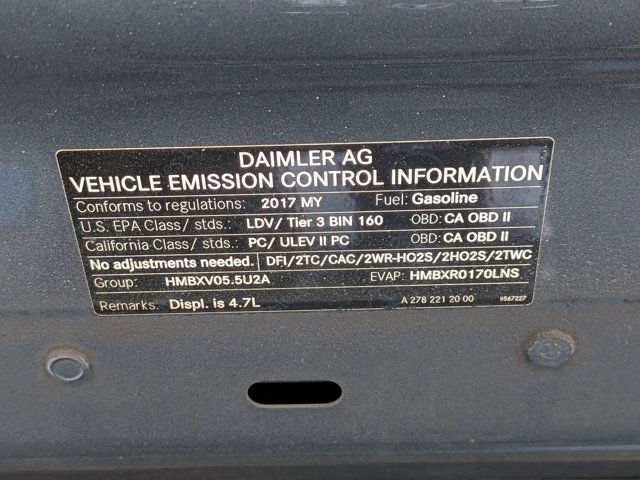 DAIMLER AG
VEHICLE EMISSION CONTROL INFORMATION
Conforms to regulations: 2017 MY Fuel: Gasoline
U.S. EPA Class/ stds.: LDV/ Tier 3 BIN 160 OBD: CA OBD II
California Class/ stds.: PC/ ULEV II PC OBD: CA OBD II
No adjustments needed. DFI/2TC/CAC/2WR-HO2S/2HO2S/2TWC
Group: HMBXV05.5U2A EVAP: HMBXR0170LNS
Remarks: Displ. is 4.7L A 278 221 20 00 9567227